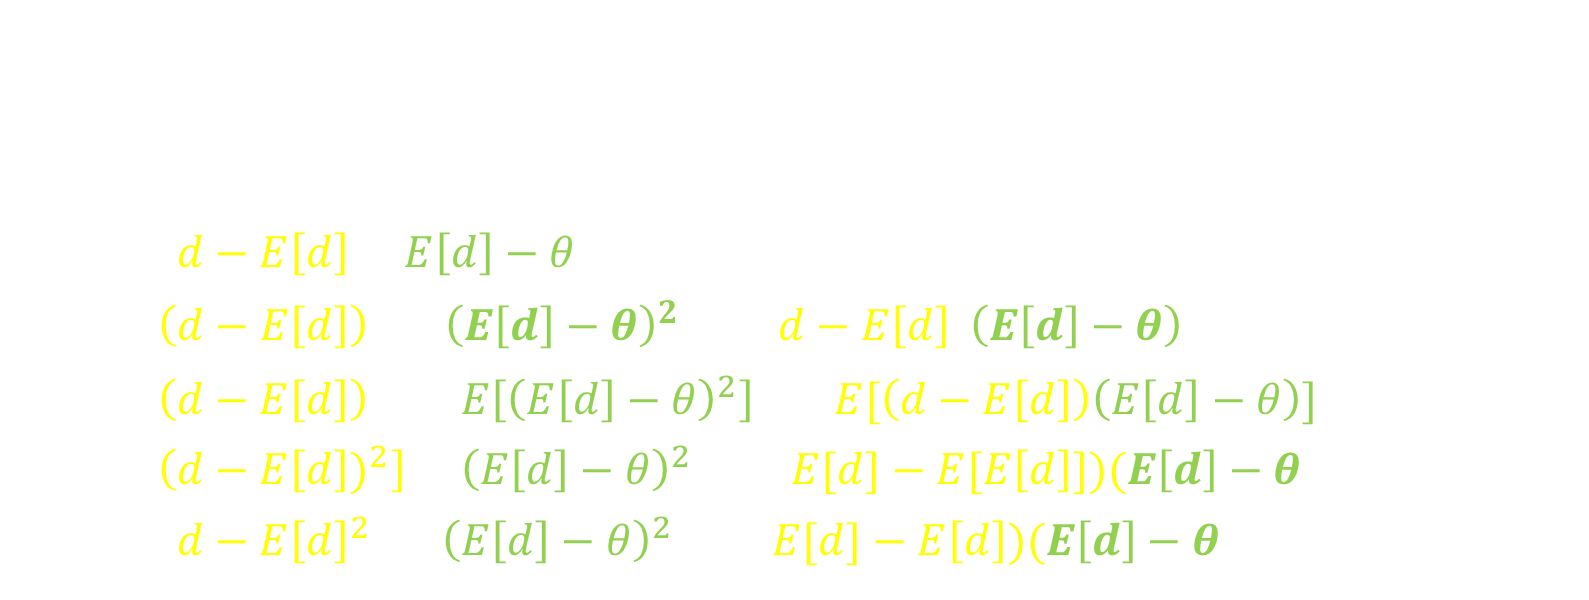 d − E[d] E[d] − θ
(d − E[d]) (E[d] − θ)² d − E[d] (E[d] − θ)
(d − E[d]) E[(E[d] − θ)²] E[(d − E[d])(E[d] − θ)]
(d − E[d])²] (E[d] − θ)² E[d] − E[E[d]])(E[d] − θ
d − E[d]² (E[d] − θ)² E[d] − E[d])(E[d] − θ